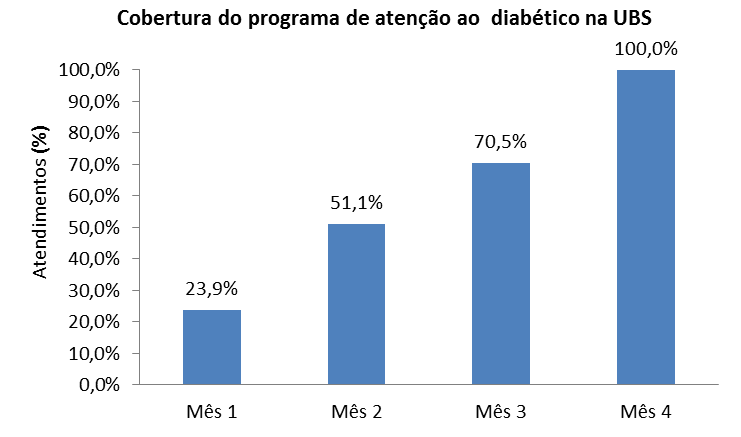 Cobertura do programa de atenção ao  diabético na UBS
Atendimentos (%)
100,0%
90,0%
80,0%
70,0%
60,0%
50,0%
40,0%
30,0%
20,0%
10,0%
0,0%
23,9%
51,1%
70,5%
100,0%
Mês 1
Mês 2
Mês 3
Mês 4